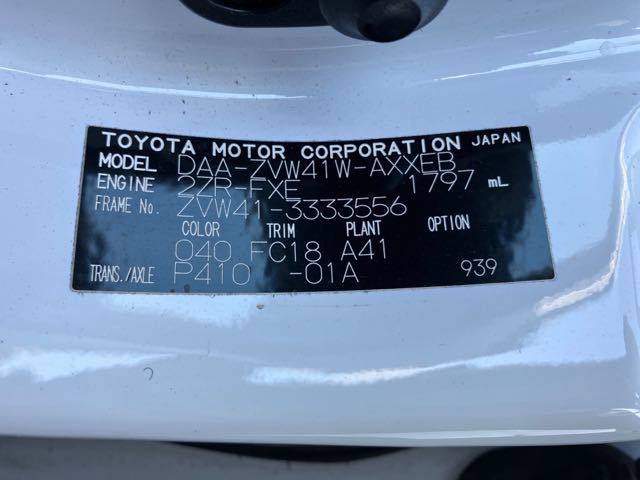 TOYOTA MOTOR CORPORATION JAPAN
MODEL DAA-ZVW41W-AXXEB
ENGINE 2ZR-FXE 1797 mL
FRAME No. ZVW41-3333556
COLOR TRIM PLANT OPTION
040 FC18 A41
TRANS./AXLE P410 -01A 939